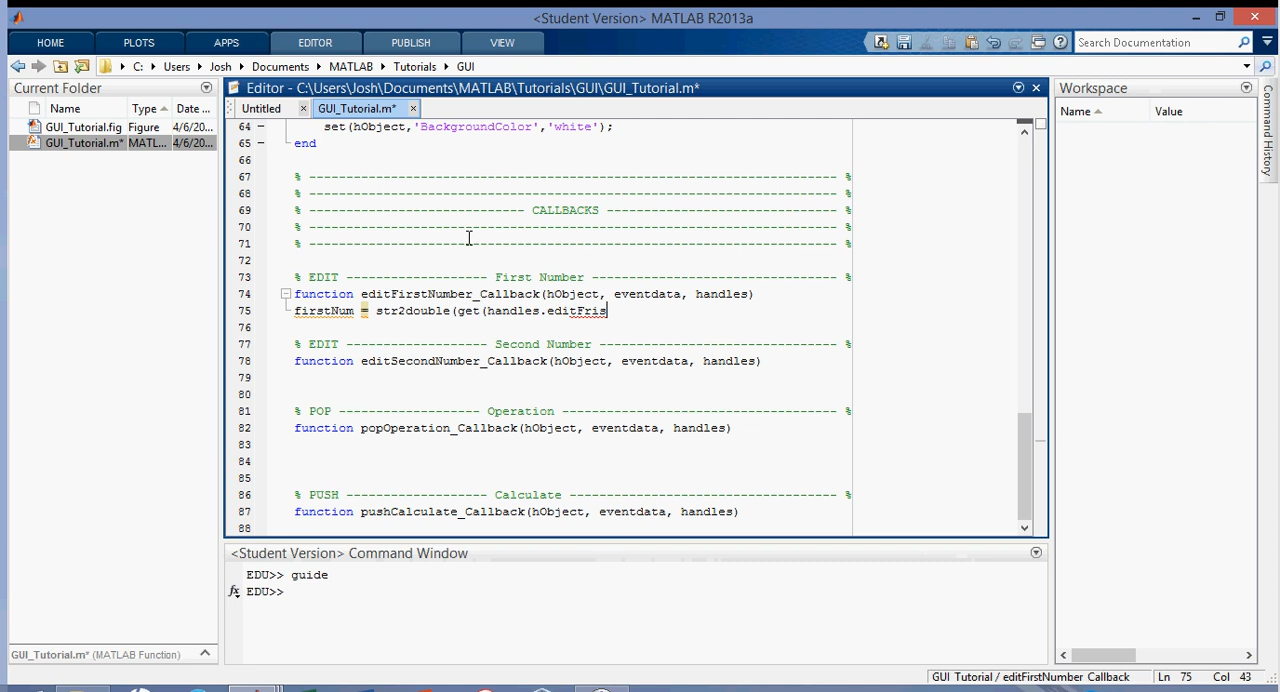 <Student Version> MATLAB R2013a
HOME PLOTS APPS EDITOR PUBLISH VIEW Search Documentation
C: Users Josh Documents MATLAB Tutorials GUI
Current Folder
Name Type Date ...
GUI_Tutorial.fig Figure 4/6/20...
GUI_Tutorial.m* MATL... 4/6/20...
GUI_Tutorial.m* (MATLAB Function)
Editor - C:\Users\Josh\Documents\MATLAB\Tutorials\GUI\GUI_Tutorial.m*
Untitled GUI_Tutorial.m*
64 set(hObject,'BackgroundColor','white');
65 end
66
67 % ----------------------------------------------------------------------- %
68 % ----------------------------------------------------------------------- %
69 % ----------------------------- CALLBACKS ------------------------------- %
70 % ----------------------------------------------------------------------- %
71 % ----------------------------------------------------------------------- %
72
73 % EDIT ------------------- First Number --------------------------------- %
74 function editFirstNumber_Callback(hObject, eventdata, handles)
75 firstNum = str2double(get(handles.editFris
76
77 % EDIT ------------------- Second Number -------------------------------- %
78 function editSecondNumber_Callback(hObject, eventdata, handles)
79
80
81 % POP ------------------- Operation ------------------------------------- %
82 function popOperation_Callback(hObject, eventdata, handles)
83
84
85
86 % PUSH ------------------- Calculate ------------------------------------ %
87 function pushCalculate_Callback(hObject, eventdata, handles)
88
<Student Version> Command Window
EDU>> guide
fx EDU>>
Workspace
Name Value
Command History
GUI Tutorial / editFirstNumber Callback Ln 75 Col 43